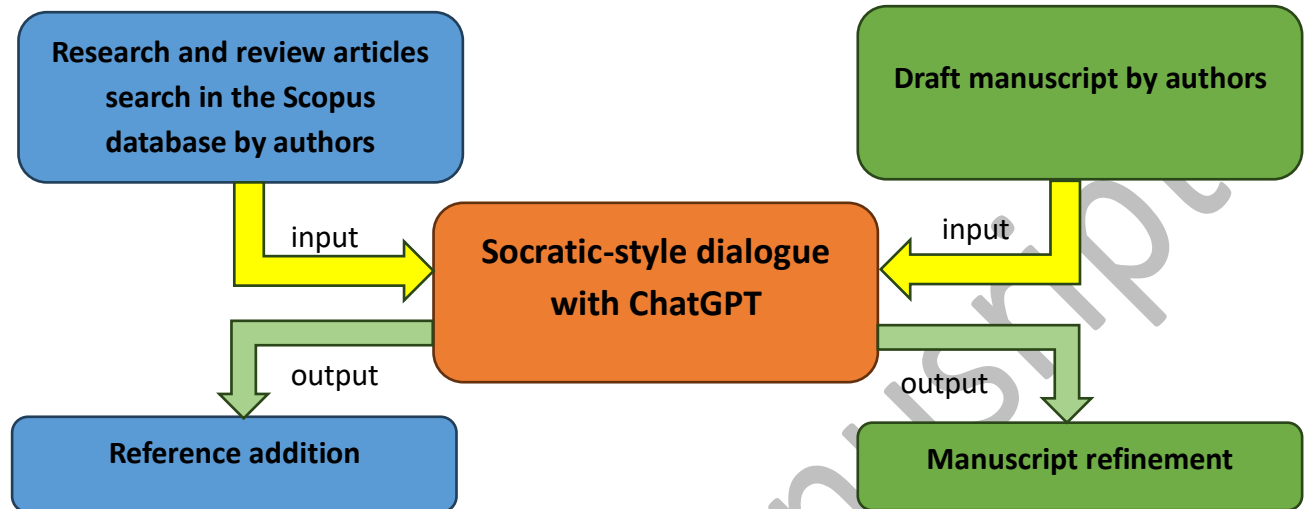 Research and review articles
search in the Scopus
database by authors
Draft manuscript by authors
input
input
Socratic-style dialogue
with ChatGPT
output
output
Reference addition
Manuscript refinement